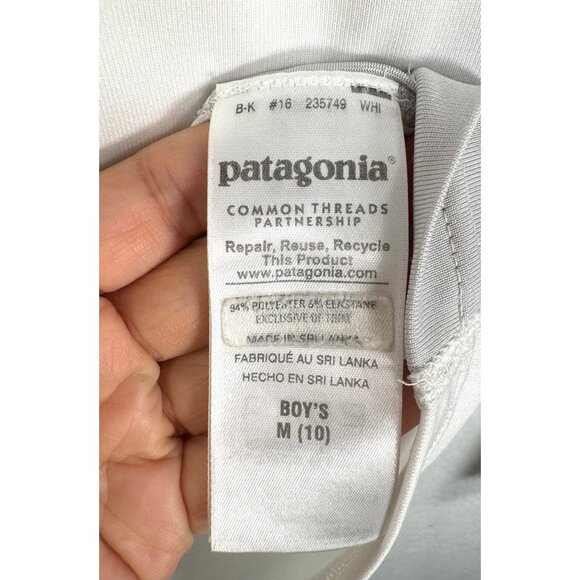 B-K #16 235749 WHI
patagonia®
COMMON THREADS
PARTNERSHIP
Repair, Reuse, Recycle
This Product
www.patagonia.com
94% POLYESTER 6% ELASTANE
EXCLUSIVE OF TRIM
MADE IN SRI LANKA
FABRIQUÉ AU SRI LANKA
HECHO EN SRI LANKA
BOY'S
M (10)